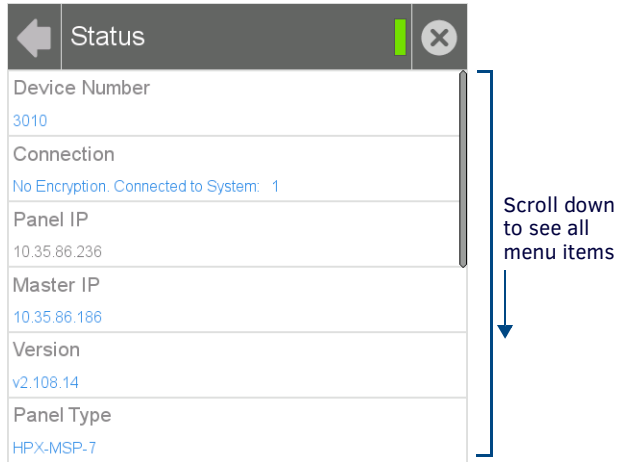 Status
Device Number
3010
Connection
No Encryption. Connected to System: 1
Panel IP
10.35.86.236
Master IP
10.35.86.186
Version
v2.108.14
Panel Type
HPX-MSP-7
Scroll down
to see all
menu items